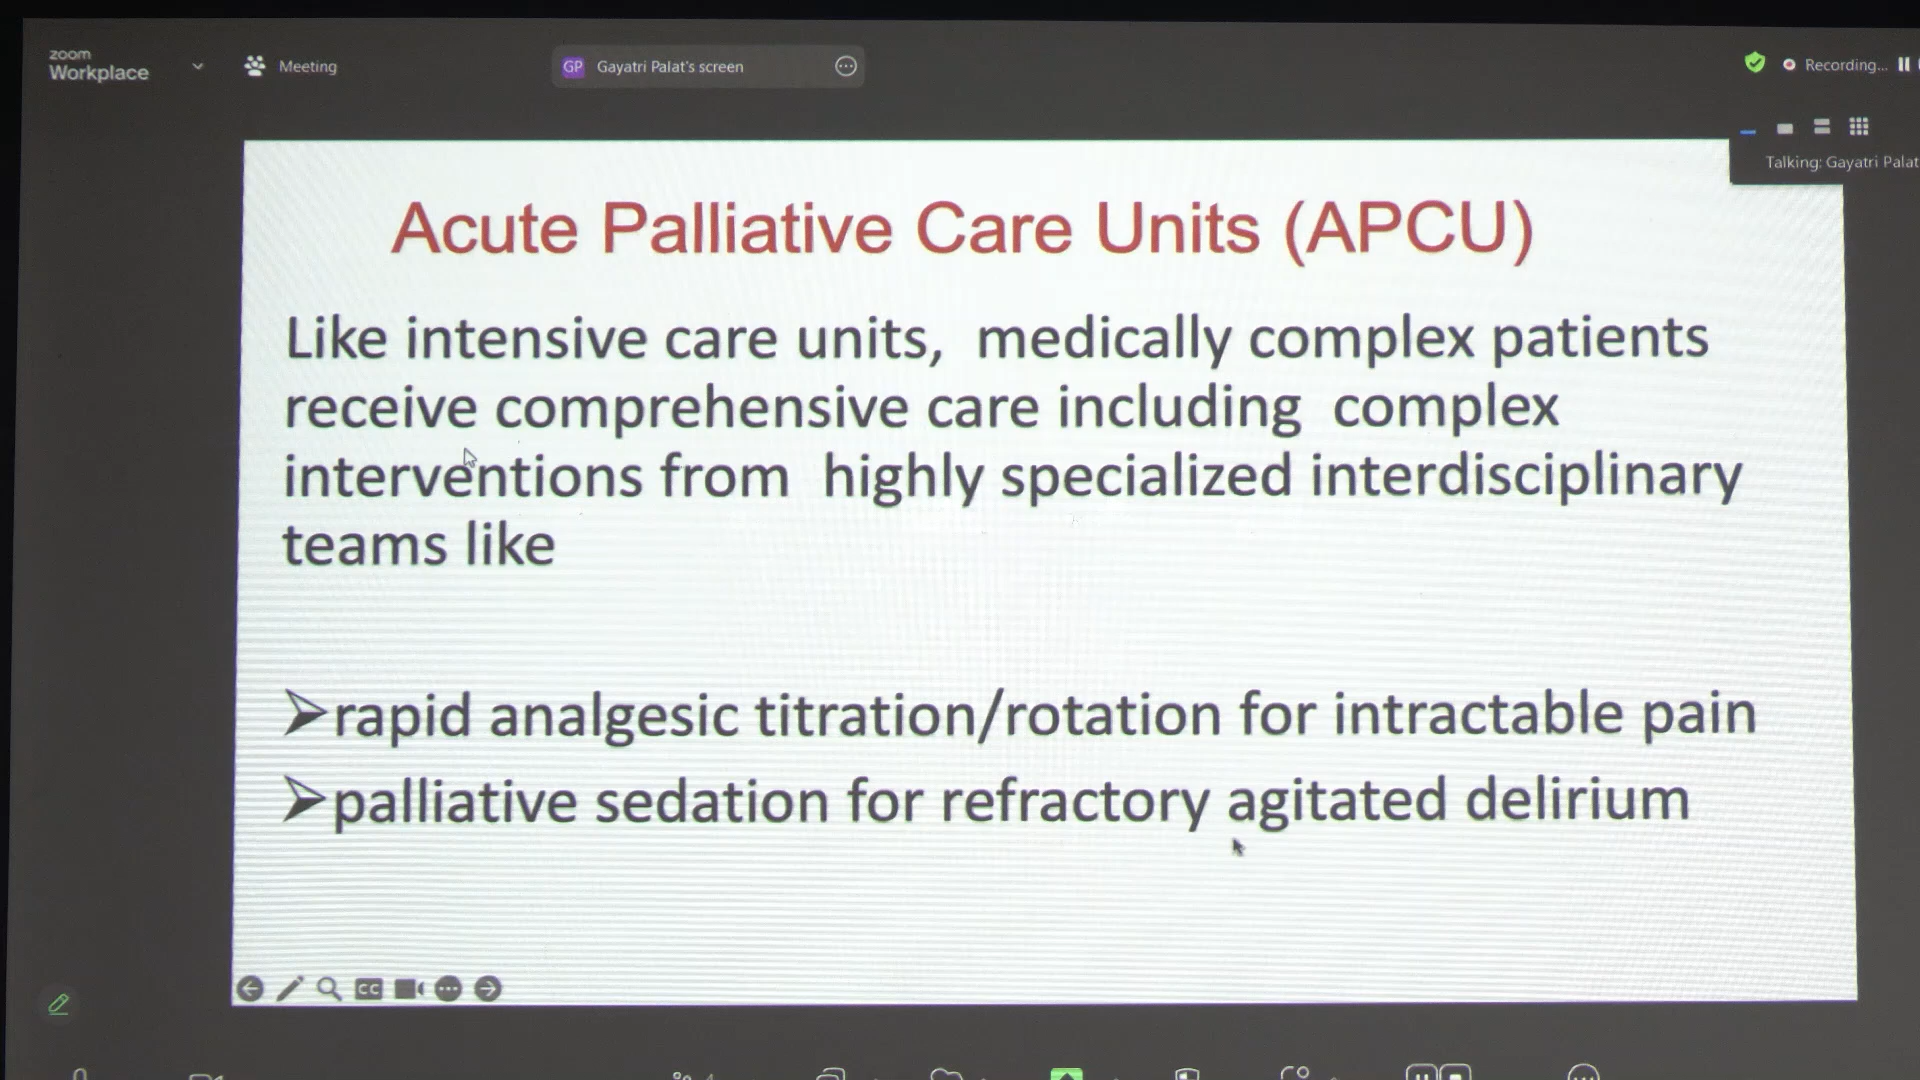 zoom
Workplace
Meeting
GP Gayatri Palat's screen
Recording...
Talking: Gayatri Palat
Acute Palliative Care Units (APCU)
Like intensive care units, medically complex patients
receive comprehensive care including complex
interventions from highly specialized interdisciplinary
teams like
➢rapid analgesic titration/rotation for intractable pain
➢palliative sedation for refractory agitated delirium
CC